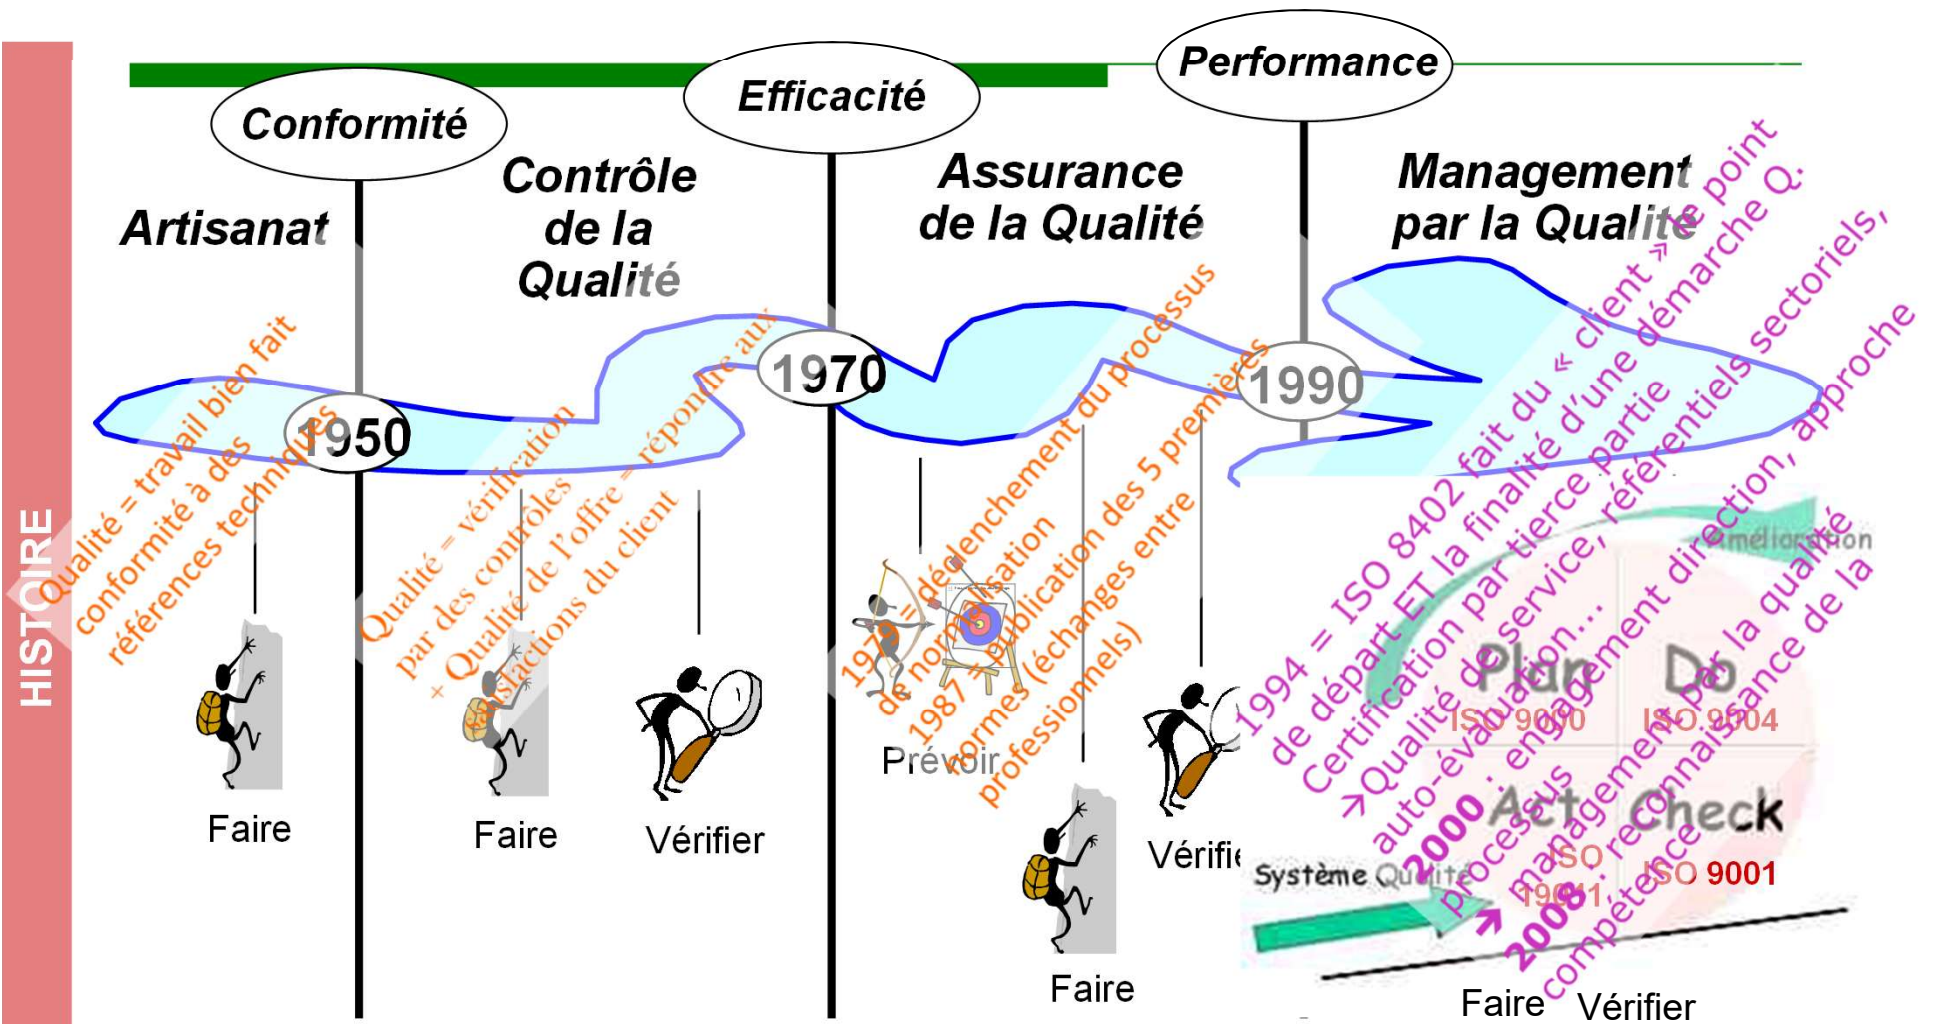 HISTOIRE
Conformité
Efficacité
Performance
Artisanat
Contrôle
de la
Qualité
Assurance
de la Qualité
Management
par la Qualité
1950
1970
1990
Qualité = travail bien fait
conformité à des
références techniques
Qualité = vérification
par des contrôles
+ Qualité de l’offre = répondre aux
satisfactions du client
1979 = déclenchement du processus
de normalisation
1987 = publication des 5 premières
normes (échanges entre
professionnels)
1994 = ISO 8402 fait du « client » le point
de départ ET la finalité d’une démarche Q.
Certification par tierce partie
→Qualité de service, référentiels sectoriels,
auto-évaluation…
2000 : engagement direction, approche
processus
→ management par la qualité
2008 : reconnaissance de la
compétence
Faire
Faire
Vérifier
Prévoir
Faire
Vérifie
Amélioration
Plan
Do
ISO 9000
ISO 9004
Act
Check
ISO
19011
ISO 9001
Système Qualité
Faire
Vérifier